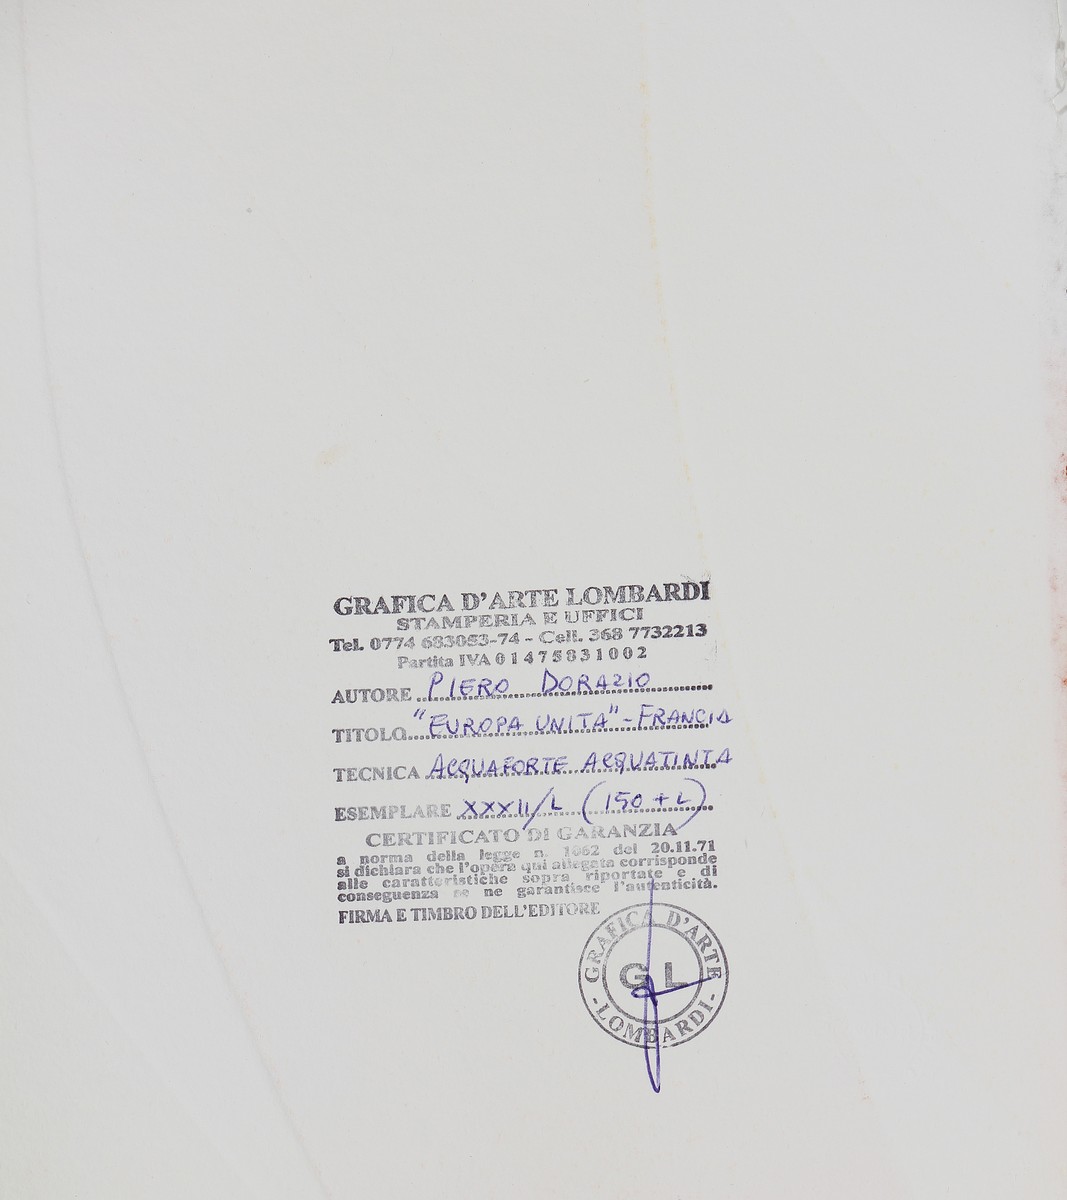 GRAFICA D'ARTE LOMBARDI
STAMPERIA E UFFICI
Tel. 0774 683053-74 - Cell. 368 7732213
Partita IVA 01475831002
AUTORE PIERO DORAZIO
TITOLO "EUROPA UNITA" - FRANCIA
TECNICA ACQUAFORTE ACQUATINTA
ESEMPLARE XXXII/L (150 + L)
CERTIFICATO DI GARANZIA
a norma della legge n. 1062 del 20.11.71
si dichiara che l'opera qui allegata corrisponde
alle caratteristiche sopra riportate e di
conseguenza se ne garantisce l'autenticità.
FIRMA E TIMBRO DELL'EDITORE
GRAFICA D'ARTE
GL
-LOMBARDI-